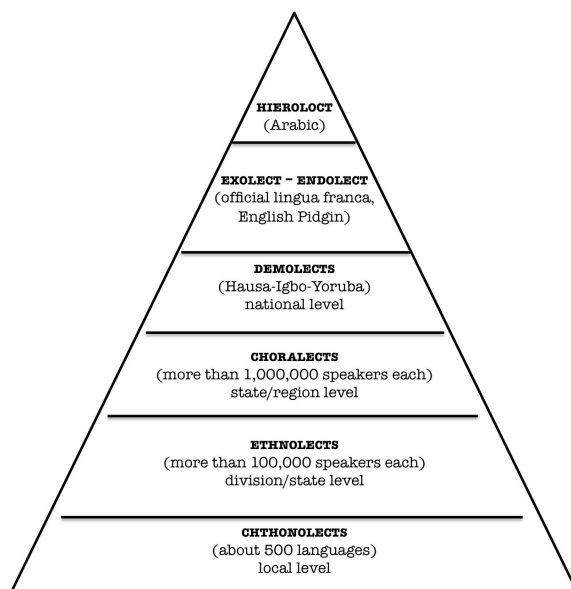 HIEROLOCT
(Arabic)
EXOLECT – ENDOLECT
(official lingua franca,
English Pidgin)
DEMOLECTS
(Hausa-Igbo-Yoruba)
national level
CHORALECTS
(more than 1,000,000 speakers each)
state/region level
ETHNOLECTS
(more than 100,000 speakers each)
division/state level
CHTHONOLECTS
(about 500 languages)
local level